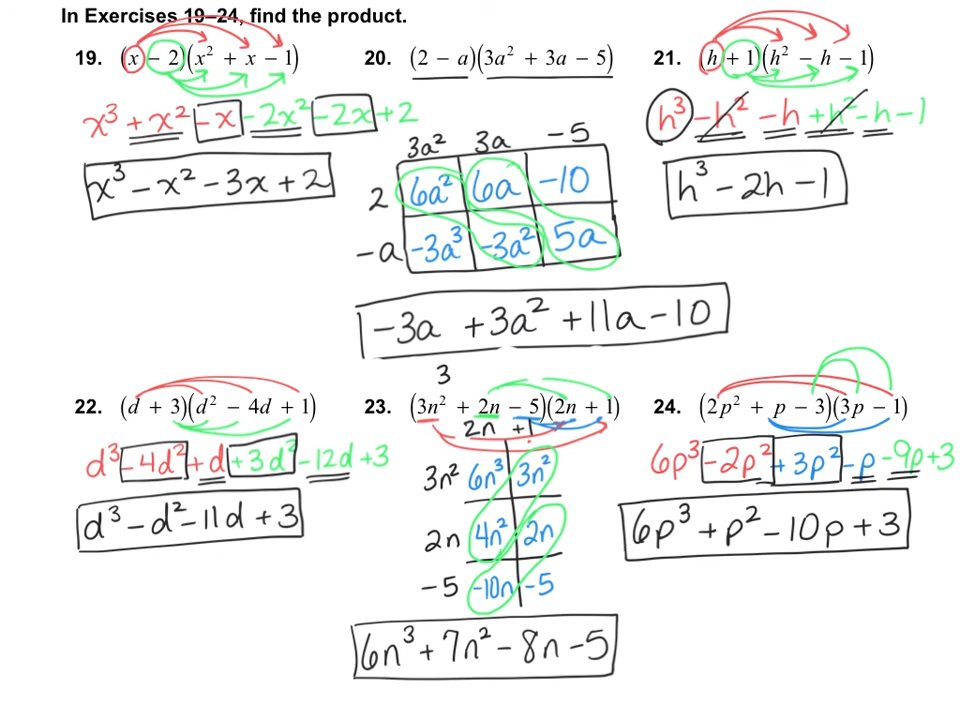 In Exercises 19–24, find the product.
19. (x − 2)(x² + x − 1)
x³ + x² − x − 2x² − 2x + 2
x³ − x² − 3x + 2
20. (2 − a)(3a² + 3a − 5)
3a² 3a −5
2 6a² 6a −10
−a −3a³ −3a² 5a
−3a + 3a² + 11a − 10
3
21. (h + 1)(h² − h − 1)
h³ − h² − h + h² − h − 1
h³ − 2h − 1
22. (d + 3)(d² − 4d + 1)
d³ − 4d² + d + 3d² − 12d + 3
d³ − d² − 11d + 3
23. (3n² + 2n − 5)(2n + 1)
2n +1
3n² 6n³ 3n²
2n 4n² 2n
−5 −10n −5
6n³ + 7n² − 8n − 5
24. (2p² + p − 3)(3p − 1)
6p³ − 2p² + 3p² − p − 9p + 3
6p³ + p² − 10p + 3